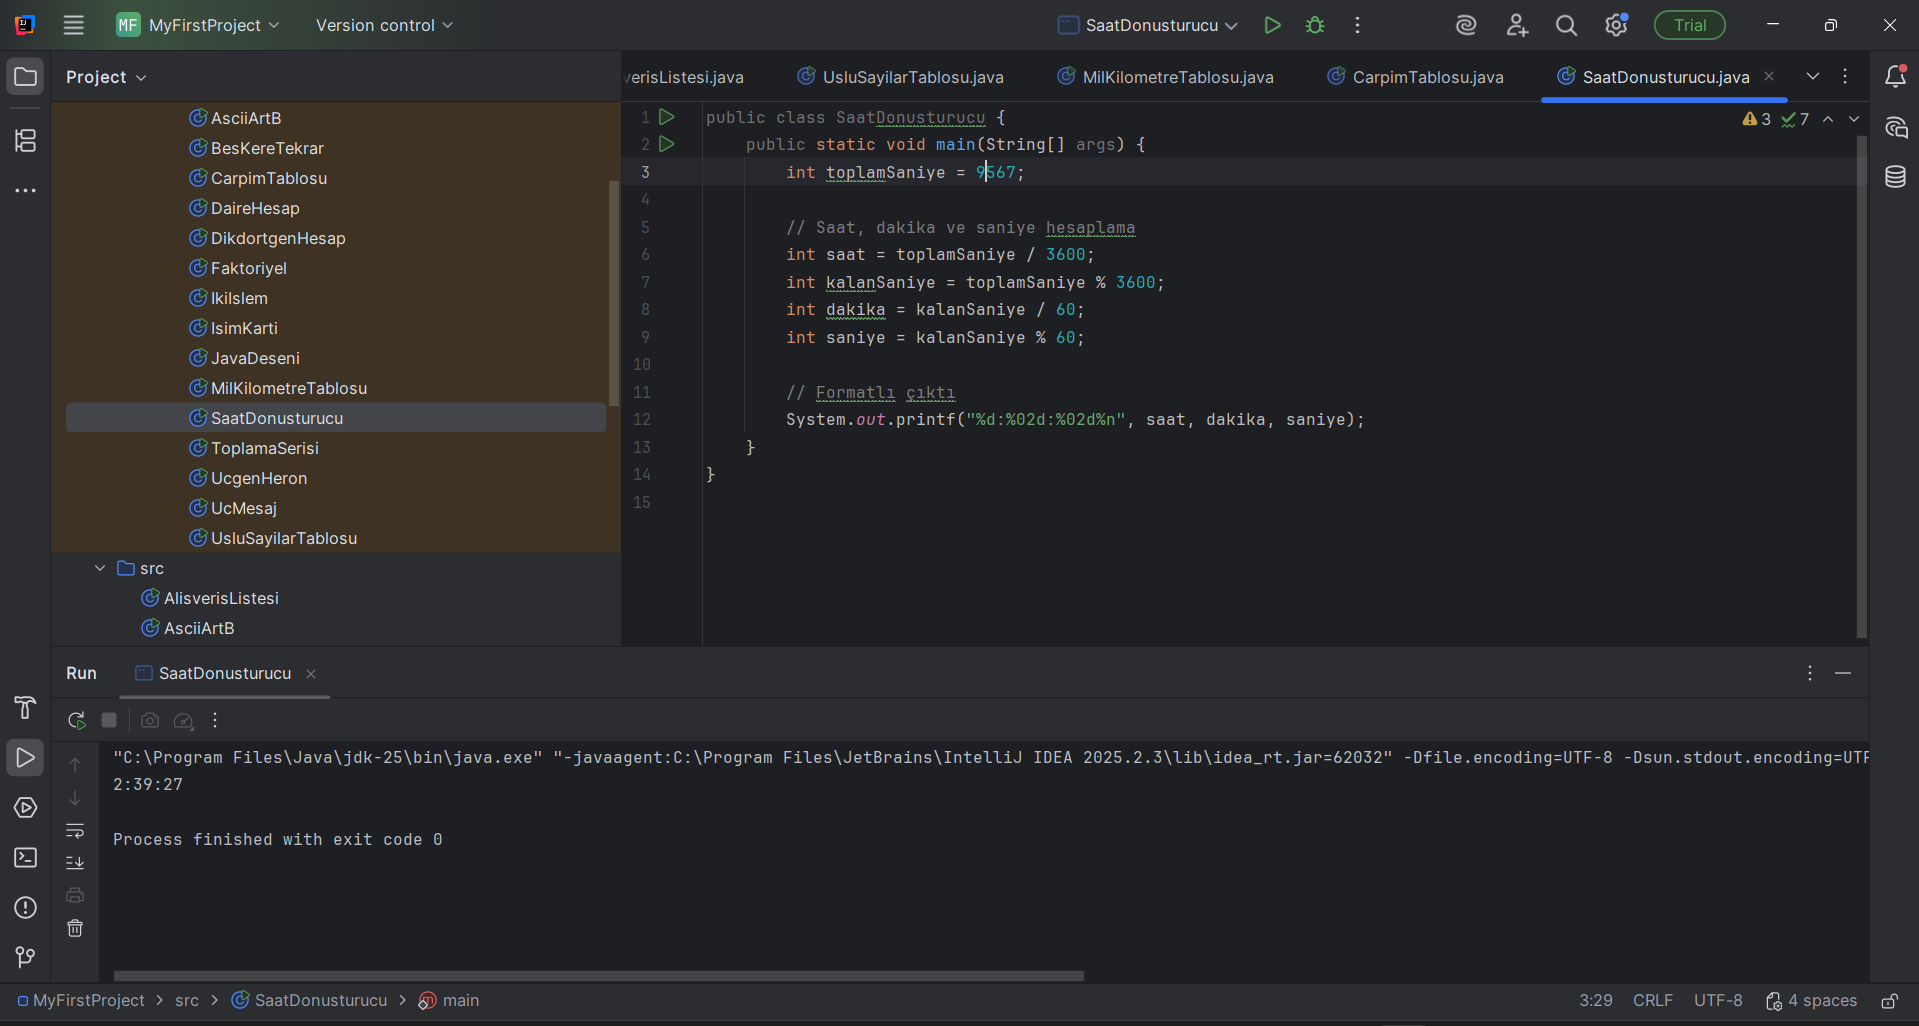 MF MyFirstProject Version control SaatDonusturucu Trial
Project
verisListesi.java UsluSayilarTablosu.java MilKilometreTablosu.java CarpimTablosu.java SaatDonusturucu.java
AsciiArtB
BesKereTekrar
CarpimTablosu
DaireHesap
DikdortgenHesap
Faktoriyel
IkiIslem
IsimKarti
JavaDeseni
MilKilometreTablosu
SaatDonusturucu
ToplamaSerisi
UcgenHeron
UcMesaj
UsluSayilarTablosu
src
AlisverisListesi
AsciiArtB
3 7
1 public class SaatDonusturucu {
2 public static void main(String[] args) {
3 int toplamSaniye = 9567;
4
5 // Saat, dakika ve saniye hesaplama
6 int saat = toplamSaniye / 3600;
7 int kalanSaniye = toplamSaniye % 3600;
8 int dakika = kalanSaniye / 60;
9 int saniye = kalanSaniye % 60;
10
11 // Formatlı çıktı
12 System.out.printf("%d:%02d:%02d%n", saat, dakika, saniye);
13 }
14 }
15
Run SaatDonusturucu
"C:\Program Files\Java\jdk-25\bin\java.exe" "-javaagent:C:\Program Files\JetBrains\IntelliJ IDEA 2025.2.3\lib\idea_rt.jar=62032" -Dfile.encoding=UTF-8 -Dsun.stdout.encoding=UTF
2:39:27
Process finished with exit code 0
MyFirstProject > src > SaatDonusturucu > main 3:29 CRLF UTF-8 4 spaces